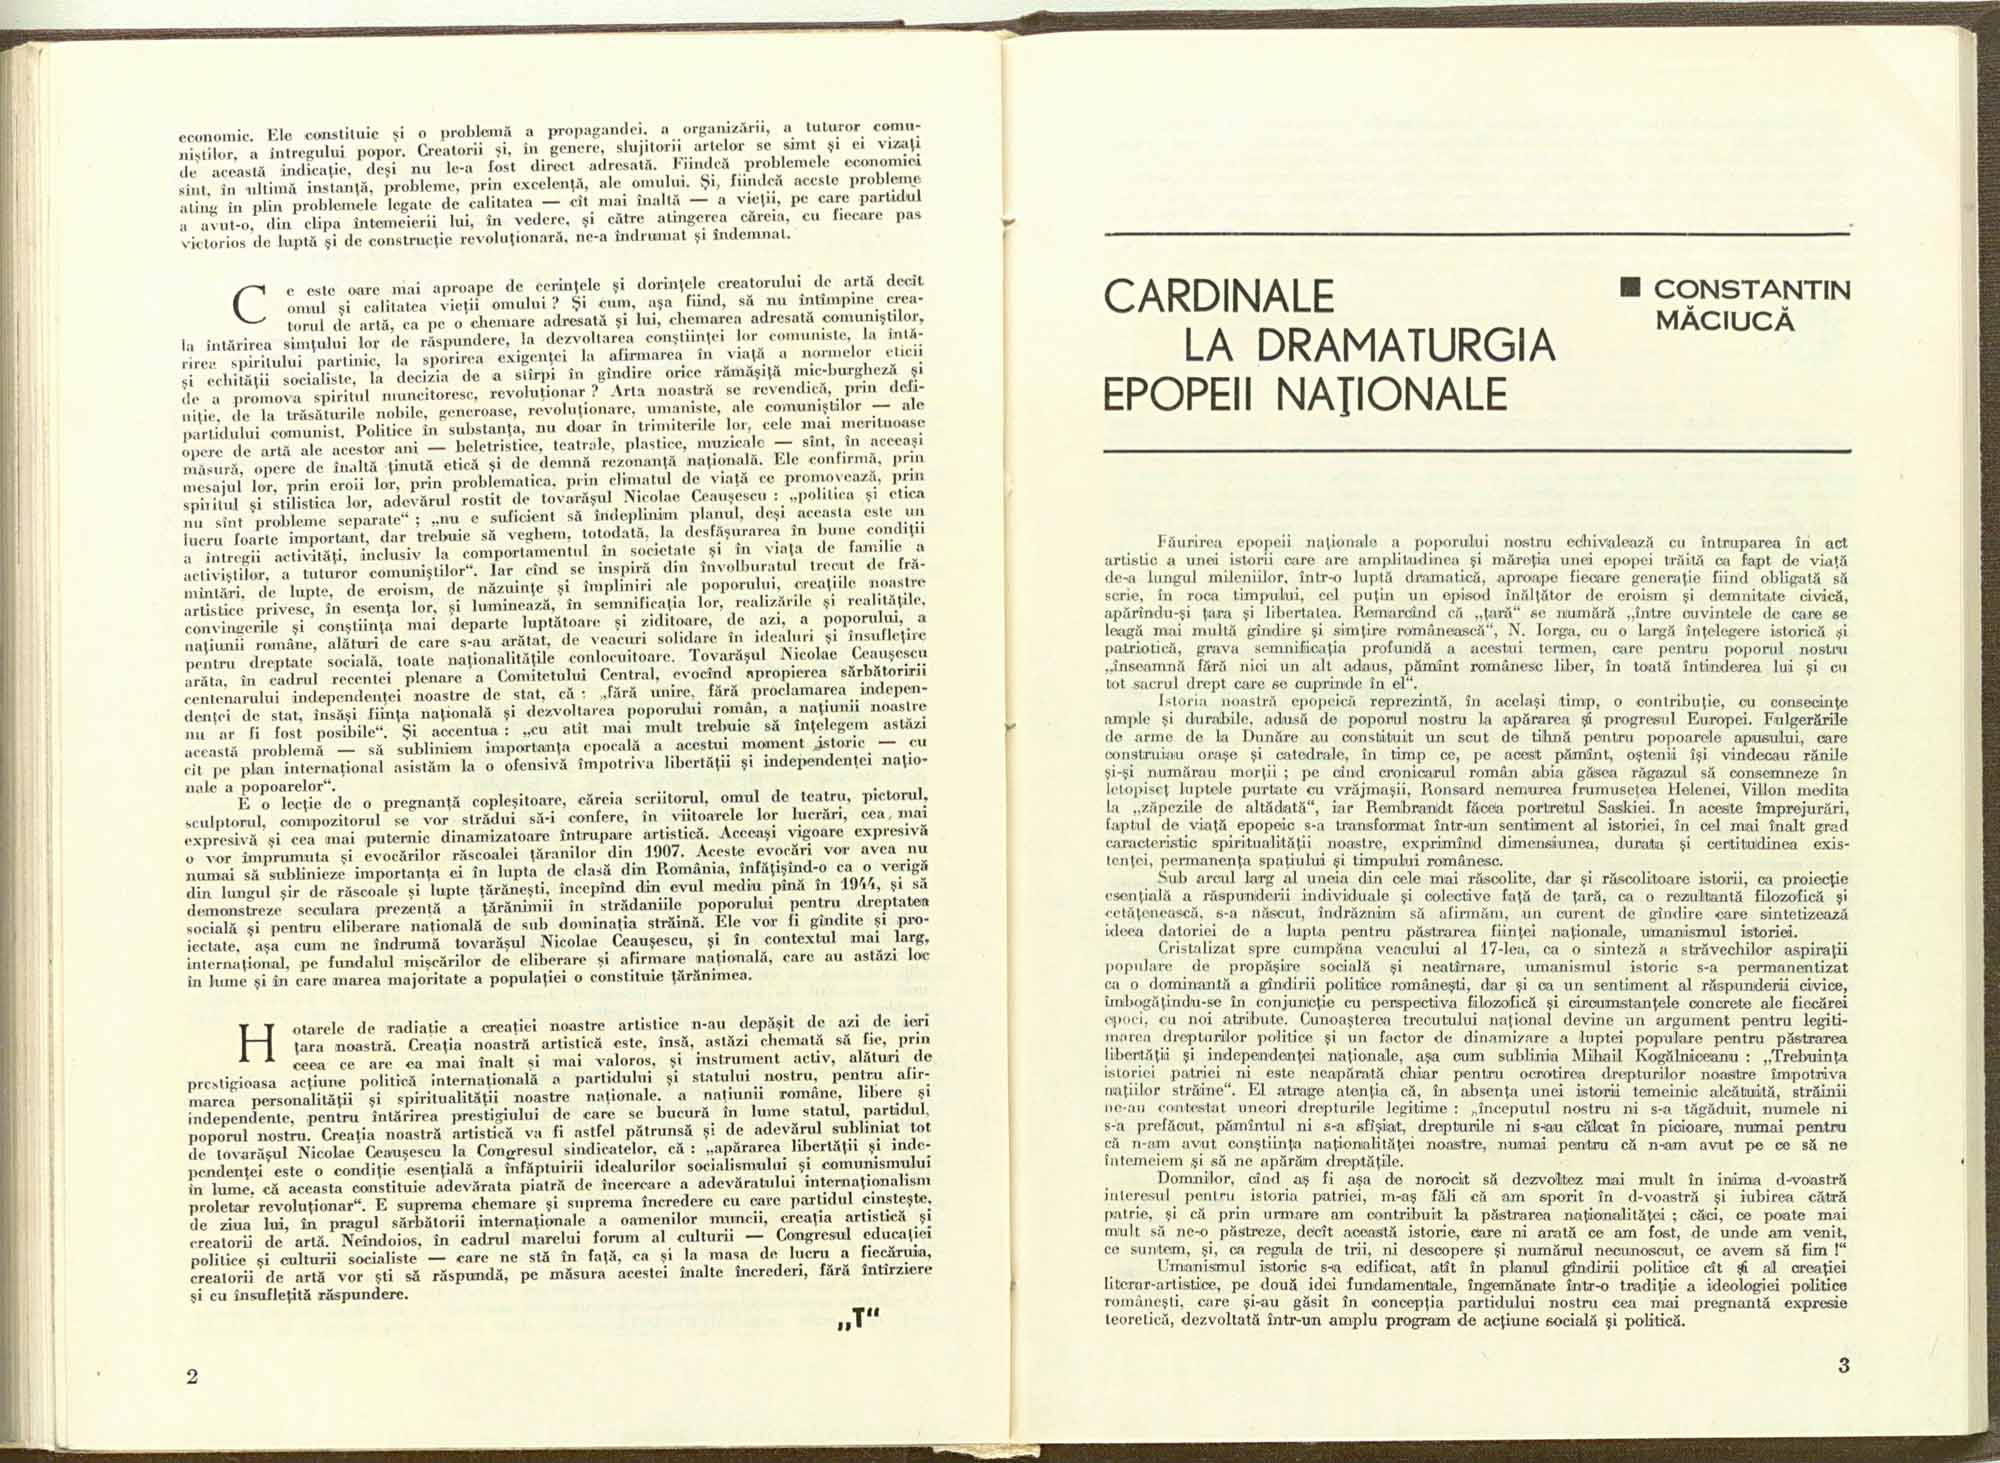 economic. Ele constituie și o problemă a propagandei, a organizării, a tuturor comu-
niștilor, a întregului popor. Creatorii și, în genere, slujitorii artelor se simt și ei vizați
de această indicație, deși nu le-a fost direct adresată. Fiindcă problemele economiei
sînt, în ultimă instanță, probleme, prin excelență, ale omului. Și, fiindcă aceste probleme
ating în plin problemele legate de calitatea — cît mai înaltă — a vieții, pe care partidul
a avut-o, din clipa întemeierii lui, în vedere, și către atingerea căreia, cu fiecare pas
victorios de luptă și de construcție revoluționară, ne-a îndrumat și îndemnat.
Ce este oare mai aproape de cerințele și dorințele creatorului de artă decît
omul și calitatea vieții omului ? Și cum, așa fiind, să nu întîmpine crea-
torul de artă, ca pe o chemare adresată și lui, chemarea adresată comuniștilor,
la întărirea simțului lor de răspundere, la dezvoltarea conștiinței lor comuniste, la întă-
rirea spiritului partinic, la sporirea exigenței la afirmarea în viață a normelor eticii
și echității socialiste, la decizia de a stîrpi în gîndire orice rămășiță mic-burgheză și
de a promova spiritul muncitoresc, revoluționar ? Arta noastră se revendică, prin defi-
niție, de la trăsăturile nobile, generoase, revoluționare, umaniste, ale comuniștilor — ale
partidului comunist. Politice în substanța, nu doar în trimiterile lor, cele mai merituoase
opere de artă ale acestor ani — beletristice, teatrale, plastice, muzicale — sînt, în aceeași
măsură, opere de înaltă ținută etică și de demnă rezonanță națională. Ele confirmă, prin
mesajul lor, prin eroii lor, prin problematica, prin climatul de viață ce promovează, prin
spiritul și stilistica lor, adevărul rostit de tovarășul Nicolae Ceaușescu : „politica și etica
nu sînt probleme separate“ ; „nu e suficient să îndeplinim planul, deși aceasta este un
lucru foarte important, dar trebuie să veghem, totodată, la desfășurarea în bune condiții
a întregii activități, inclusiv la comportamentul în societate și în viața de familie a
activiștilor, a tuturor comuniștilor“. Iar cînd se inspiră din învolburatul trecut de fră-
mîntări, de lupte, de eroism, de năzuințe și împliniri ale poporului, creațiile noastre
artistice privesc, în esența lor, și luminează, în semnificația lor, realizările și realitățile,
convingerile și conștiința mai departe luptătoare și ziditoare, de azi, a poporului, a
națiunii române, alături de care s-au arătat, de veacuri solidare în idealuri și însuflețire
pentru dreptate socială, toate naționalitățile conlocuitoare. Tovarășul Nicolae Ceaușescu
arăta, în cadrul recentei plenare a Comitetului Central, evocînd apropierea sărbătoririi
centenarului independenței noastre de stat, că : „fără unire, fără proclamarea indepen-
denței de stat, însăși ființa națională și dezvoltarea poporului român, a națiunii noastre
nu ar fi fost posibile“. Și accentua : „cu atît mai mult trebuie să înțelegem astăzi
această problemă — să subliniem importanța epocală a acestui moment istoric — cu
cît pe plan internațional asistăm la o ofensivă împotriva libertății și independenței națio-
nale a popoarelor“.
E o lecție de o pregnanță copleșitoare, căreia scriitorul, omul de teatru, pictorul,
sculptorul, compozitorul se vor strădui să-i confere, în viitoarele lor lucrări, cea mai
expresivă și cea mai puternic dinamizatoare întrupare artistică. Aceeași vigoare expresivă
o vor împrumuta și evocărilor răscoalei țăranilor din 1907. Aceste evocări vor avea nu
numai să sublinieze importanța ei în lupta de clasă din România, înfățișînd-o ca o verigă
din lungul șir de răscoale și lupte țărănești, începînd din evul mediu pînă în 1944, și să
demonstreze seculara prezență a țărănimii în strădaniile poporului pentru dreptatea
socială și pentru eliberare națională de sub dominația străină. Ele vor fi gîndite și pro-
iectate, așa cum ne îndrumă tovarășul Nicolae Ceaușescu, și în contextul mai larg,
internațional, pe fundalul mișcărilor de eliberare și afirmare națională, care au astăzi loc
în lume și în care marea majoritate a populației o constituie țărănimea.
Hotarele de radiație a creației noastre artistice n-au depășit de azi de ieri
țara noastră. Creația noastră artistică este, însă, astăzi chemată să fie, prin
ceea ce are ea mai înalt și mai valoros, și instrument activ, alături de
prestigioasa acțiune politică internațională a partidului și statului nostru, pentru afir-
marea personalității și spiritualității noastre naționale, a națiunii române, libere și
independente, pentru întărirea prestigiului de care se bucură în lume statul, partidul,
poporul nostru. Creația noastră artistică va fi astfel pătrunsă și de adevărul subliniat tot
de tovarășul Nicolae Ceaușescu la Congresul sindicatelor, că : „apărarea libertății și inde-
pendenței este o condiție esențială a înfăptuirii idealurilor socialismului și comunismului
în lume, că aceasta constituie adevărata piatră de încercare a adevăratului internaționalism
proletar revoluționar“. E suprema chemare și suprema încredere cu care partidul cinstește,
de ziua lui, în pragul sărbătorii internaționale a oamenilor muncii, creația artistică și
creatorii de artă. Neîndoios, în cadrul marelui forum al culturii — Congresul educației
politice și culturii socialiste — care ne stă în față, ca și la masa de lucru a fiecăruia,
creatorii de artă vor ști să răspundă, pe măsura acestei înalte încrederi, fără întîrziere
și cu însuflețită răspundere.
„T“
2
CARDINALE
LA DRAMATURGIA
EPOPEII NAȚIONALE
■ CONSTANTIN
MĂCIUCĂ
Făurirea epopeii naționale a poporului nostru echivalează cu întruparea în act
artistic a unei istorii care are amplitudinea și măreția unei epopei trăită ca fapt de viață
de-a lungul mileniilor, într-o luptă dramatică, aproape fiecare generație fiind obligată să
scrie, în roca timpului, cel puțin un episod înălțător de eroism și demnitate civică,
apărîndu-și țara și libertatea. Remarcînd că „țară“ se numără „între cuvintele de care se
leagă mai multă gîndire și simțire românească“, N. Iorga, cu o largă înțelegere istorică și
patriotică, grava semnificația profundă a acestui termen, care pentru poporul nostru
„înseamnă fără nici un alt adaus, pămînt românesc liber, în toată întinderea lui și cu
tot sacrul drept care se cuprinde în el“.
Istoria noastră epopeică reprezintă, în același timp, o contribuție, cu consecințe
ample și durabile, adusă de poporul nostru la apărarea și progresul Europei. Fulgerările
de arme de la Dunăre au constituit un scut de tihnă pentru popoarele apusului, care
construiau orașe și catedrale, în timp ce, pe acest pămînt, oștenii își vindecau rănile
și-și numărau morții ; pe cînd cronicarul român abia găsea răgazul să consemneze în
letopiseț luptele purtate cu vrăjmașii, Ronsard nemurea frumusețea Helenei, Villon medita
la „zăpezile de altădată“, iar Rembrandt făcea portretul Saskiei. În aceste împrejurări,
faptul de viață epopeic s-a transformat într-un sentiment al istoriei, în cel mai înalt grad
caracteristic spiritualității noastre, exprimînd dimensiunea, durata și certitudinea exis-
tenței, permanența spațiului și timpului românesc.
Sub arcul larg al uneia din cele mai răscolite, dar și răscolitoare istorii, ca proiecție
esențială a răspunderii individuale și colective față de țară, ca o rezultantă filozofică și
cetățenească, s-a născut, îndrăznim să afirmăm, un curent de gîndire care sintetizează
ideea datoriei de a lupta pentru păstrarea ființei naționale, umanismul istoriei.
Cristalizat spre cumpăna veacului al 17-lea, ca o sinteză a străvechilor aspirații
populare de propășire socială și neatîrnare, umanismul istoric s-a permanentizat
ca o dominantă a gîndirii politice românești, dar și ca un sentiment al răspunderii civice,
îmbogățindu-se în conjuncție cu perspectiva filozofică și circumstanțele concrete ale fiecărei
epoci, cu noi atribute. Cunoașterea trecutului național devine un argument pentru legiti-
marea drepturilor politice și un factor de dinamizare a luptei populare pentru păstrarea
libertății și independenței naționale, așa cum sublinia Mihail Kogălniceanu : „Trebuința
istoriei patriei ni este neapărată chiar pentru ocrotirea drepturilor noastre împotriva
națiilor străine“. El atrage atenția că, în absența unei istorii temeinic alcătuită, străinii
ne-au contestat uneori drepturile legitime : „începutul nostru ni s-a tăgăduit, numele ni
s-a prefăcut, pămîntul ni s-a sfîșiat, drepturile ni s-au călcat în picioare, numai pentru
că n-am avut conștiința naționalităței noastre, numai pentru că n-am avut pe ce să ne
întemeiem și să ne apărăm dreptățile.
Domnilor, cînd aș fi așa de norocit să dezvoltez mai mult în inima d-voastră
interesul pentru istoria patriei, m-aș făli că am sporit în d-voastră și iubirea cătră
patrie, și că prin urmare am contribuit la păstrarea naționalităței ; căci, ce poate mai
mult să ne-o păstreze, decît această istorie, care ni arată ce am fost, de unde am venit,
ce suntem, și, ca regula de trii, ni descopere și numărul necunoscut, ce avem să fim !“
Umanismul istoric s-a edificat, atît în planul gîndirii politice cît și al creației
literar-artistice, pe două idei fundamentale, îngemănate într-o tradiție a ideologiei politice
românești, care și-au găsit în concepția partidului nostru cea mai pregnantă expresie
teoretică, dezvoltată într-un amplu program de acțiune socială și politică.
3